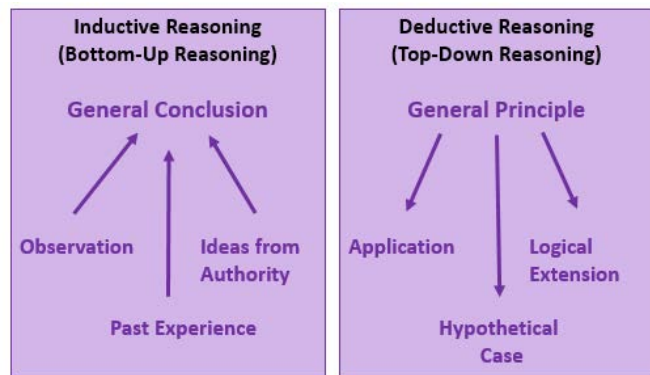 Inductive Reasoning
(Bottom-Up Reasoning)
General Conclusion
Observation
Ideas from
Authority
Past Experience
Deductive Reasoning
(Top-Down Reasoning)
General Principle
Application
Logical
Extension
Hypothetical
Case